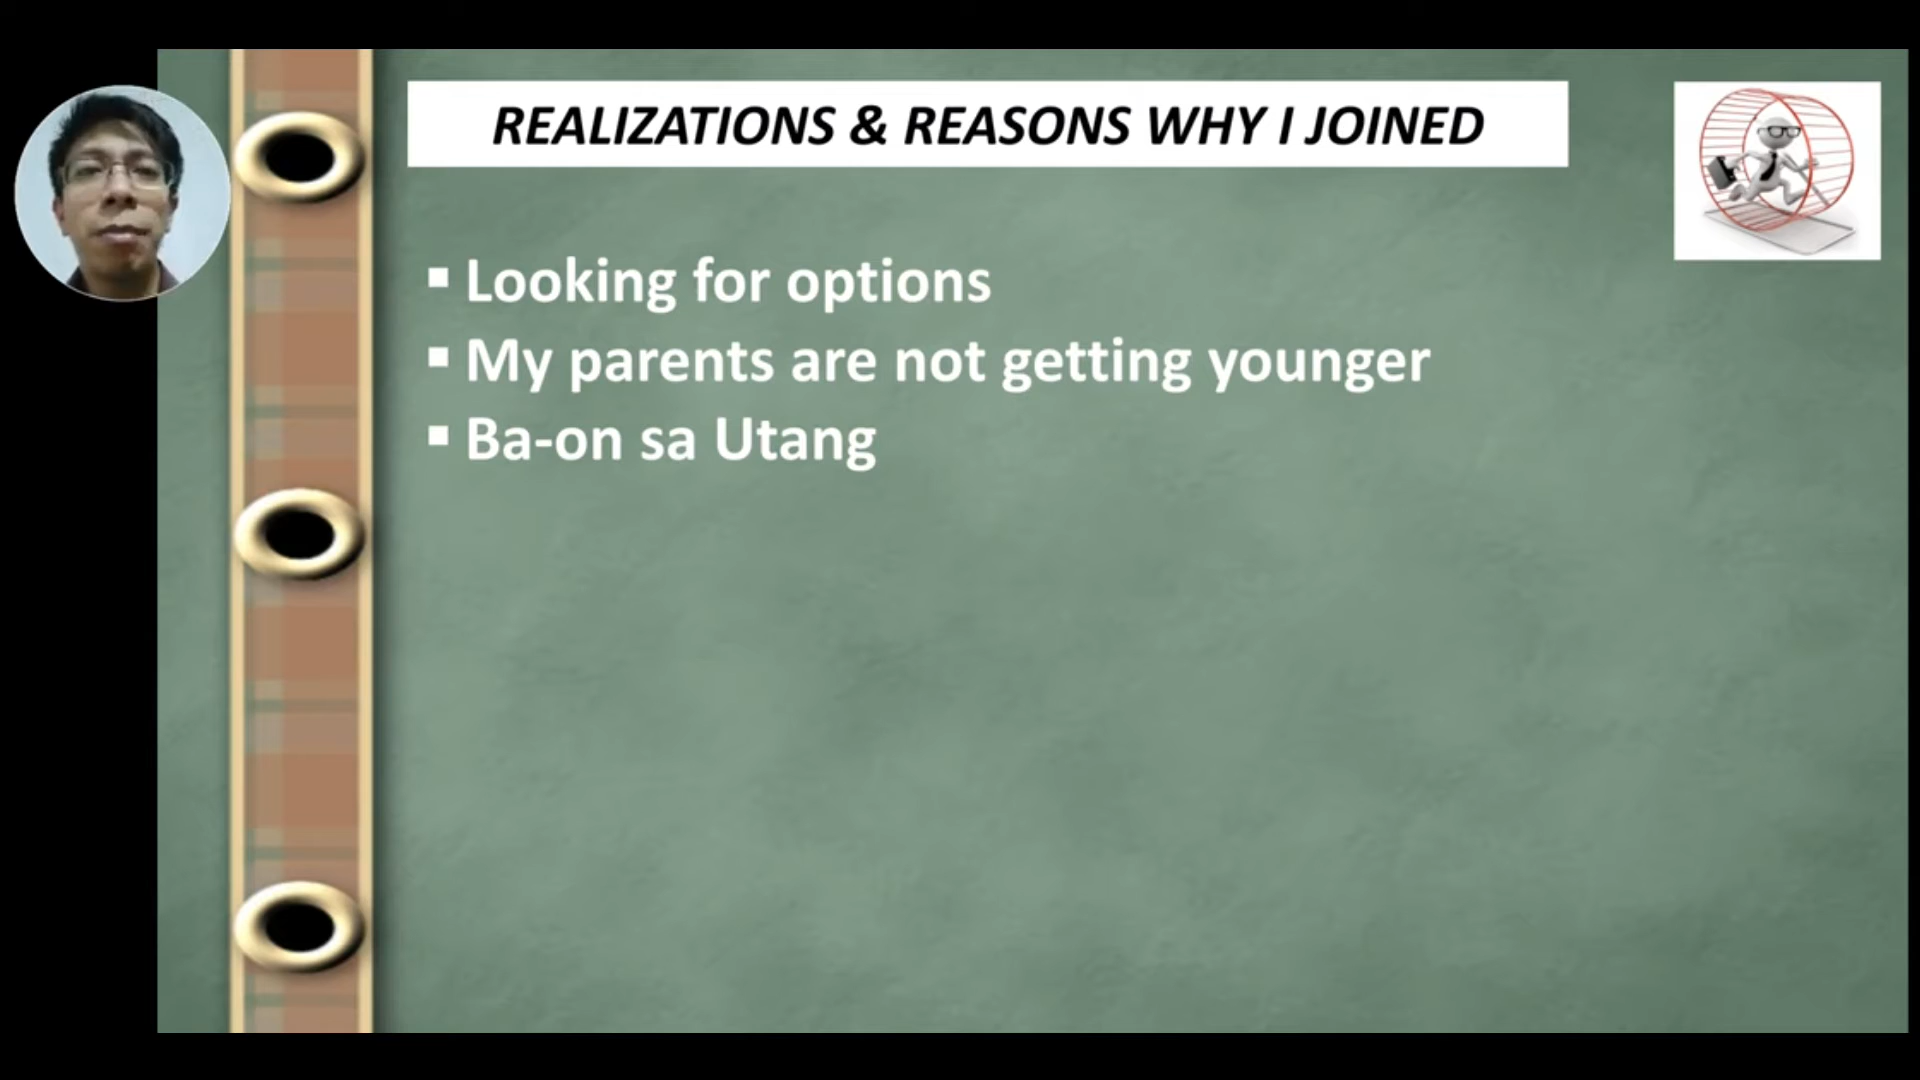 REALIZATIONS & REASONS WHY I JOINED
▪ Looking for options
▪ My parents are not getting younger
▪ Ba-on sa Utang